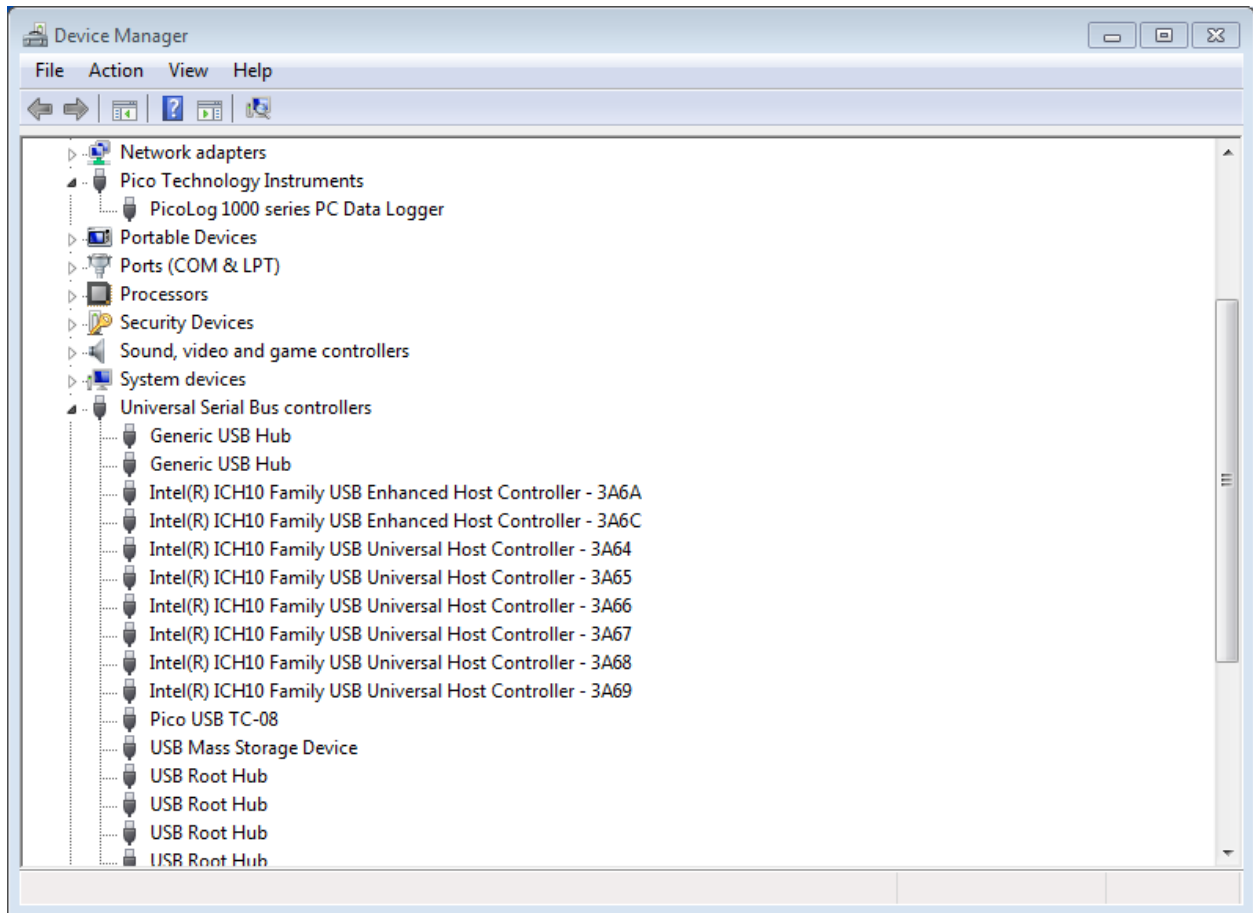 Device Manager
File Action View Help
Network adapters
Pico Technology Instruments
PicoLog 1000 series PC Data Logger
Portable Devices
Ports (COM & LPT)
Processors
Security Devices
Sound, video and game controllers
System devices
Universal Serial Bus controllers
Generic USB Hub
Generic USB Hub
Intel(R) ICH10 Family USB Enhanced Host Controller - 3A6A
Intel(R) ICH10 Family USB Enhanced Host Controller - 3A6C
Intel(R) ICH10 Family USB Universal Host Controller - 3A64
Intel(R) ICH10 Family USB Universal Host Controller - 3A65
Intel(R) ICH10 Family USB Universal Host Controller - 3A66
Intel(R) ICH10 Family USB Universal Host Controller - 3A67
Intel(R) ICH10 Family USB Universal Host Controller - 3A68
Intel(R) ICH10 Family USB Universal Host Controller - 3A69
Pico USB TC-08
USB Mass Storage Device
USB Root Hub
USB Root Hub
USB Root Hub
USB Root Hub